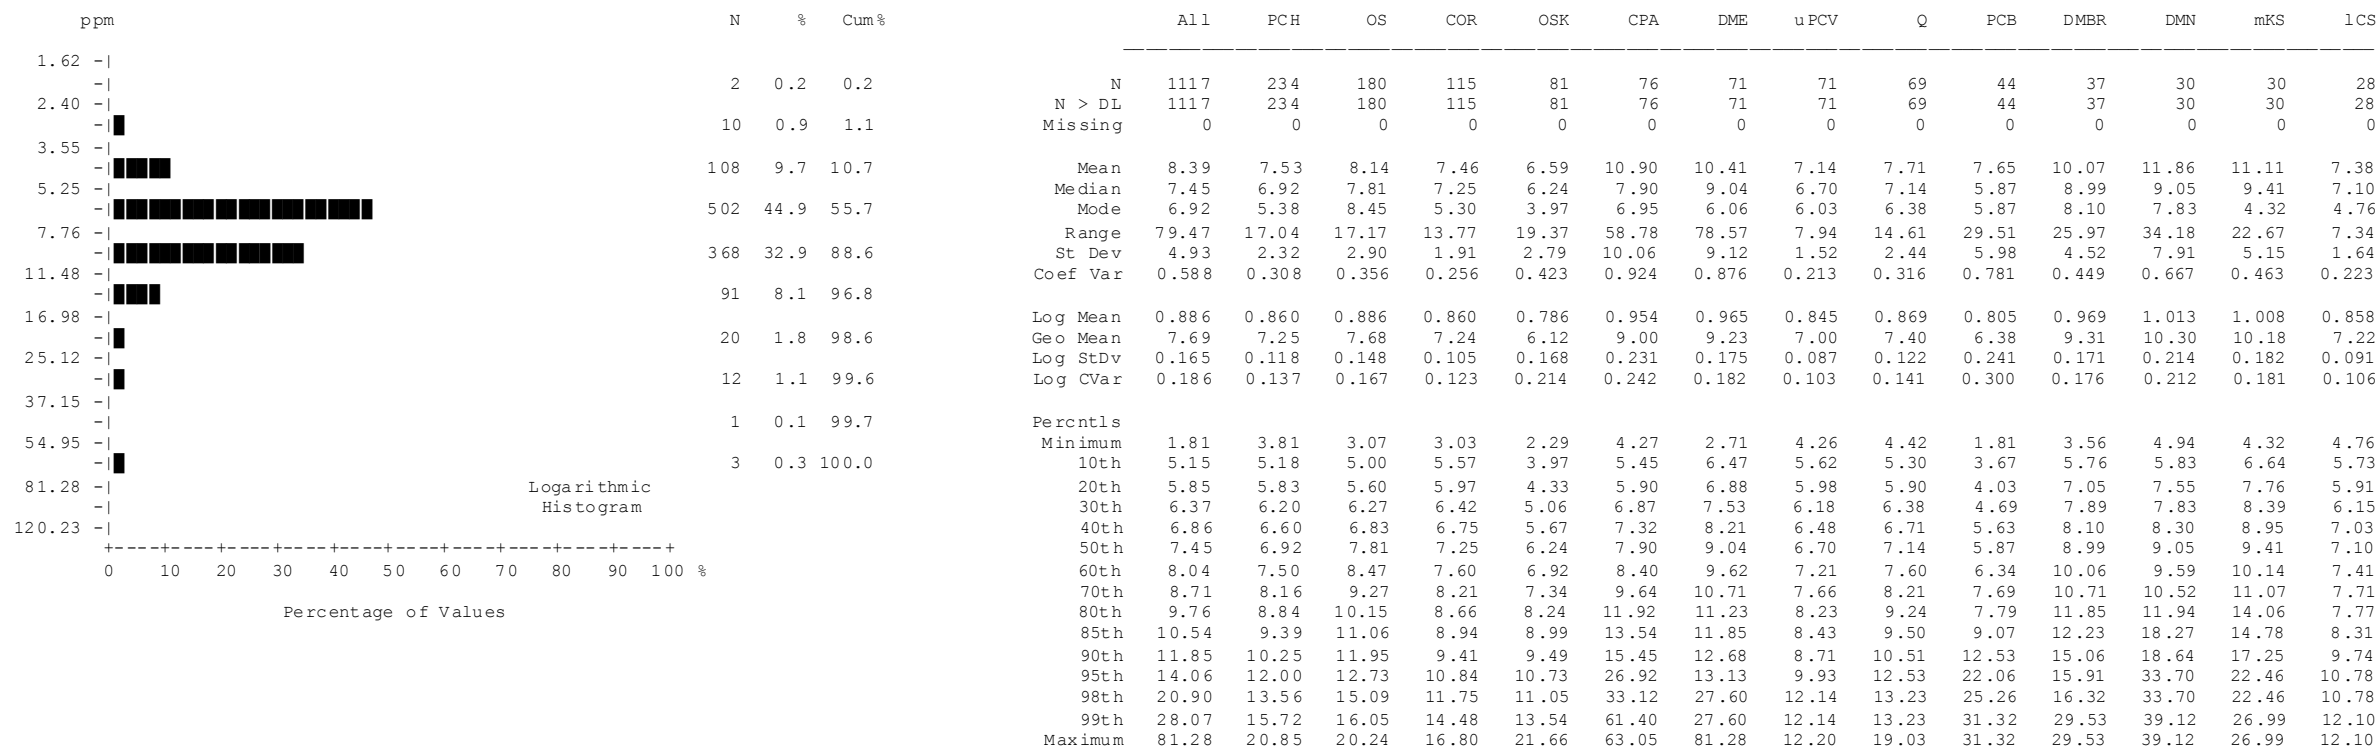 ppm N % Cum% All PCH OS COR OSK CPA DME uPCV Q PCB DMBR DMN mKS lCS
1.62 -|
-| 2 0.2 0.2 N 1117 234 180 115 81 76 71 71 69 44 37 30 30 28
2.40 -| N > DL 1117 234 180 115 81 76 71 71 69 44 37 30 30 28
-| 10 0.9 1.1 Missing 0 0 0 0 0 0 0 0 0 0 0 0 0 0
3.55 -|
-| 108 9.7 10.7 Mean 8.39 7.53 8.14 7.46 6.59 10.90 10.41 7.14 7.71 7.65 10.07 11.86 11.11 7.38
5.25 -| Median 7.45 6.92 7.81 7.25 6.24 7.90 9.04 6.70 7.14 5.87 8.99 9.05 9.41 7.10
-| 502 44.9 55.7 Mode 6.92 5.38 8.45 5.30 3.97 6.95 6.06 6.03 6.38 5.87 8.10 7.83 4.32 4.76
7.76 -| Range 79.47 17.04 17.17 13.77 19.37 58.78 78.57 7.94 14.61 29.51 25.97 34.18 22.67 7.34
-| 368 32.9 88.6 St Dev 4.93 2.32 2.90 1.91 2.79 10.06 9.12 1.52 2.44 5.98 4.52 7.91 5.15 1.64
11.48 -| Coef Var 0.588 0.308 0.356 0.256 0.423 0.924 0.876 0.213 0.316 0.781 0.449 0.667 0.463 0.223
-| 91 8.1 96.8
16.98 -| Log Mean 0.886 0.860 0.886 0.860 0.786 0.954 0.965 0.845 0.869 0.805 0.969 1.013 1.008 0.858
-| 20 1.8 98.6 Geo Mean 7.69 7.25 7.68 7.24 6.12 9.00 9.23 7.00 7.40 6.38 9.31 10.30 10.18 7.22
25.12 -| Log StDv 0.165 0.118 0.148 0.105 0.168 0.231 0.175 0.087 0.122 0.241 0.171 0.214 0.182 0.091
-| 12 1.1 99.6 Log CVar 0.186 0.137 0.167 0.123 0.214 0.242 0.182 0.103 0.141 0.300 0.176 0.212 0.181 0.106
37.15 -|
-| 1 0.1 99.7 Percntls
54.95 -| Minimum 1.81 3.81 3.07 3.03 2.29 4.27 2.71 4.26 4.42 1.81 3.56 4.94 4.32 4.76
-| 3 0.3 100.0 10th 5.15 5.18 5.00 5.57 3.97 5.45 6.47 5.62 5.30 3.67 5.76 5.83 6.64 5.73
81.28 -| Logarithmic 20th 5.85 5.83 5.60 5.97 4.33 5.90 6.88 5.98 5.90 4.03 7.05 7.55 7.76 5.91
-| Histogram 30th 6.37 6.20 6.27 6.42 5.06 6.87 7.53 6.18 6.38 4.69 7.89 7.83 8.39 6.15
120.23 -| 40th 6.86 6.60 6.83 6.75 5.67 7.32 8.21 6.48 6.71 5.63 8.10 8.30 8.95 7.03
+----+----+----+----+----+----+----+----+----+----+ 50th 7.45 6.92 7.81 7.25 6.24 7.90 9.04 6.70 7.14 5.87 8.99 9.05 9.41 7.10
0 10 20 30 40 50 60 70 80 90 100 % 60th 8.04 7.50 8.47 7.60 6.92 8.40 9.62 7.21 7.60 6.34 10.06 9.59 10.14 7.41
70th 8.71 8.16 9.27 8.21 7.34 9.64 10.71 7.66 8.21 7.69 10.71 10.52 11.07 7.71
Percentage of Values 80th 9.76 8.84 10.15 8.66 8.24 11.92 11.23 8.23 9.24 7.79 11.85 11.94 14.06 7.77
85th 10.54 9.39 11.06 8.94 8.99 13.54 11.85 8.43 9.50 9.07 12.23 18.27 14.78 8.31
90th 11.85 10.25 11.95 9.41 9.49 15.45 12.68 8.71 10.51 12.53 15.06 18.64 17.25 9.74
95th 14.06 12.00 12.73 10.84 10.73 26.92 13.13 9.93 12.53 22.06 15.91 33.70 22.46 10.78
98th 20.90 13.56 15.09 11.75 11.05 33.12 27.60 12.14 13.23 25.26 16.32 33.70 22.46 10.78
99th 28.07 15.72 16.05 14.48 13.54 61.40 27.60 12.14 13.23 31.32 29.53 39.12 26.99 12.10
Maximum 81.28 20.85 20.24 16.80 21.66 63.05 81.28 12.20 19.03 31.32 29.53 39.12 26.99 12.10